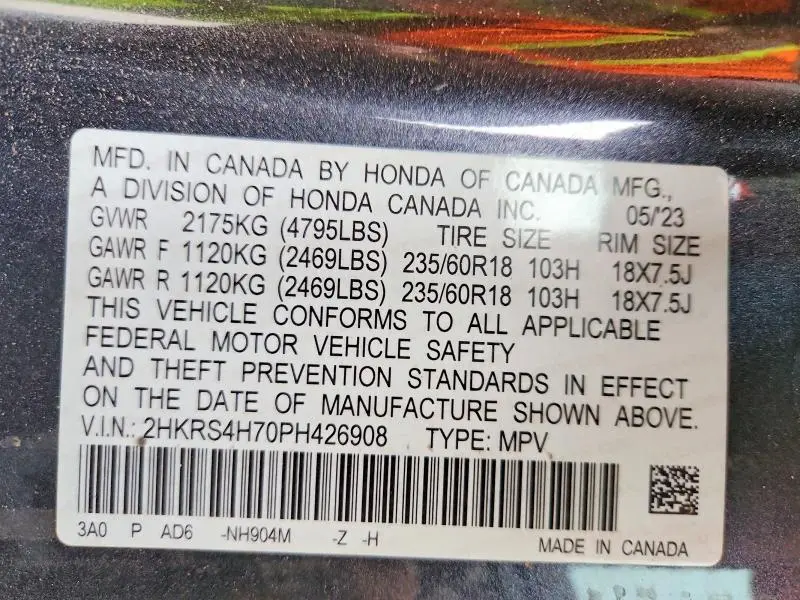 MFD. IN CANADA BY HONDA OF CANADA MFG.,
A DIVISION OF HONDA CANADA INC. 05/'23
GVWR 2175KG (4795LBS) TIRE SIZE RIM SIZE
GAWR F 1120KG (2469LBS) 235/60R18 103H 18X7.5J
GAWR R 1120KG (2469LBS) 235/60R18 103H 18X7.5J
THIS VEHICLE CONFORMS TO ALL APPLICABLE
FEDERAL MOTOR VEHICLE SAFETY
AND THEFT PREVENTION STANDARDS IN EFFECT
ON THE DATE OF MANUFACTURE SHOWN ABOVE.
V.I.N.: 2HKRS4H70PH426908 TYPE: MPV
3A0 P AD6 -NH904M -Z -H MADE IN CANADA